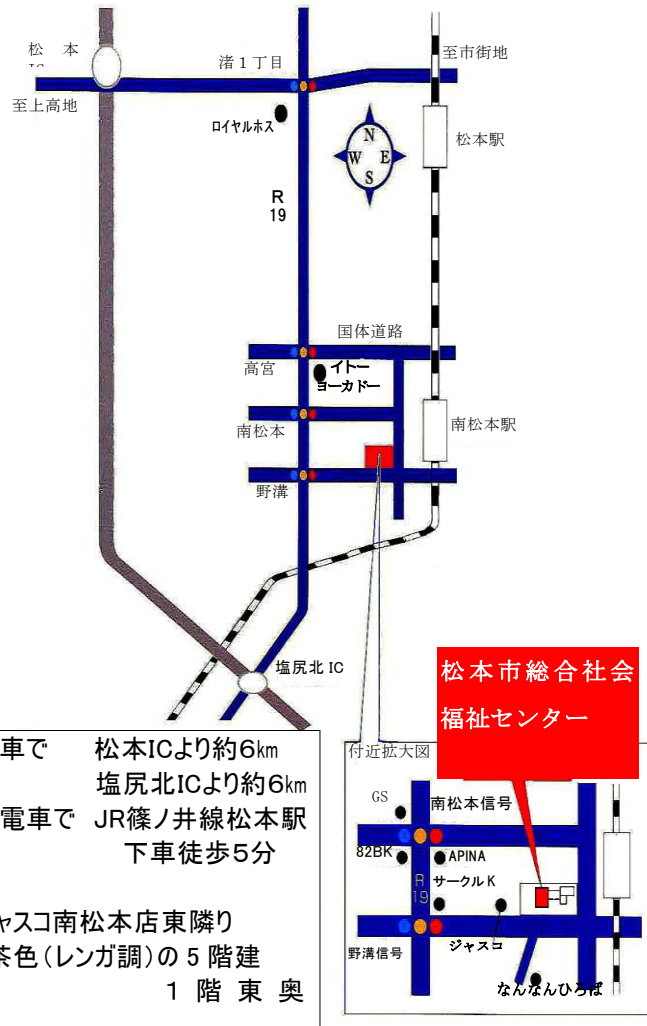 松　本
IC
渚１丁目
至市街地
至上高地
ロイヤルホス
松本駅
N
W E
S
R
19
国体道路
高宮
イトー
ヨーカドー
南松本
南松本駅
野溝
塩尻北 IC
松本市総合社会
福祉センター
車で　松本ICより約6㎞
塩尻北ICより約6㎞
電車で　JR篠ノ井線松本駅
下車徒歩5分
ャスコ南松本店東隣り
茶色(レンガ調)の 5 階建
1 階 東 奥
付近拡大図
GS
南松本信号
82BK
APINA
R
19
サークル K
ジャスコ
野溝信号
なんなんひろば